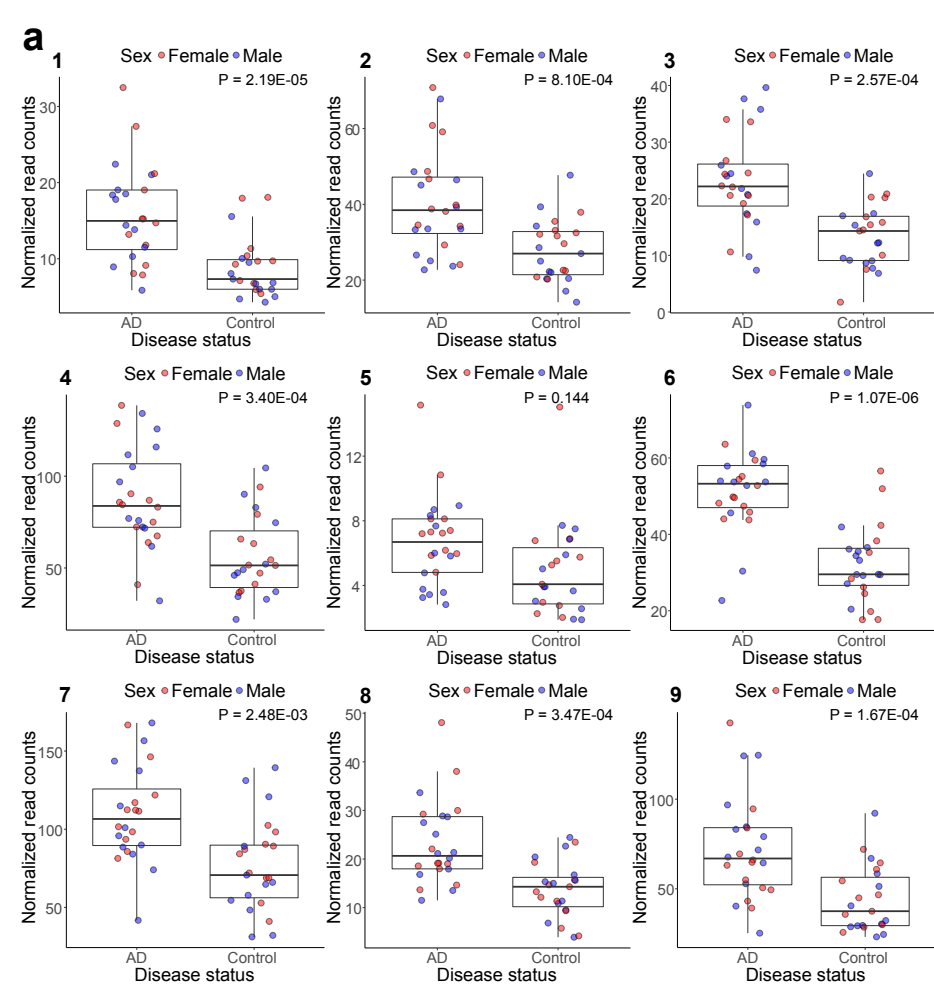 a
1
Sex Female Male
P = 2.19E-05
Normalized read counts
30
20
10
AD Control
Disease status
2
Sex Female Male
P = 8.10E-04
Normalized read counts
60
40
20
AD Control
Disease status
3
Sex Female Male
P = 2.57E-04
Normalized read counts
40
30
20
10
0
AD Control
Disease status
4
Sex Female Male
P = 3.40E-04
Normalized read counts
100
50
AD Control
Disease status
5
Sex Female Male
P = 0.144
Normalized read counts
12
8
4
AD Control
Disease status
6
Sex Female Male
P = 1.07E-06
Normalized read counts
60
40
20
AD Control
Disease status
7
Sex Female Male
P = 2.48E-03
Normalized read counts
150
100
50
AD Control
Disease status
8
Sex Female Male
P = 3.47E-04
Normalized read counts
50
40
30
20
10
AD Control
Disease status
9
Sex Female Male
P = 1.67E-04
Normalized read counts
100
50
AD Control
Disease status